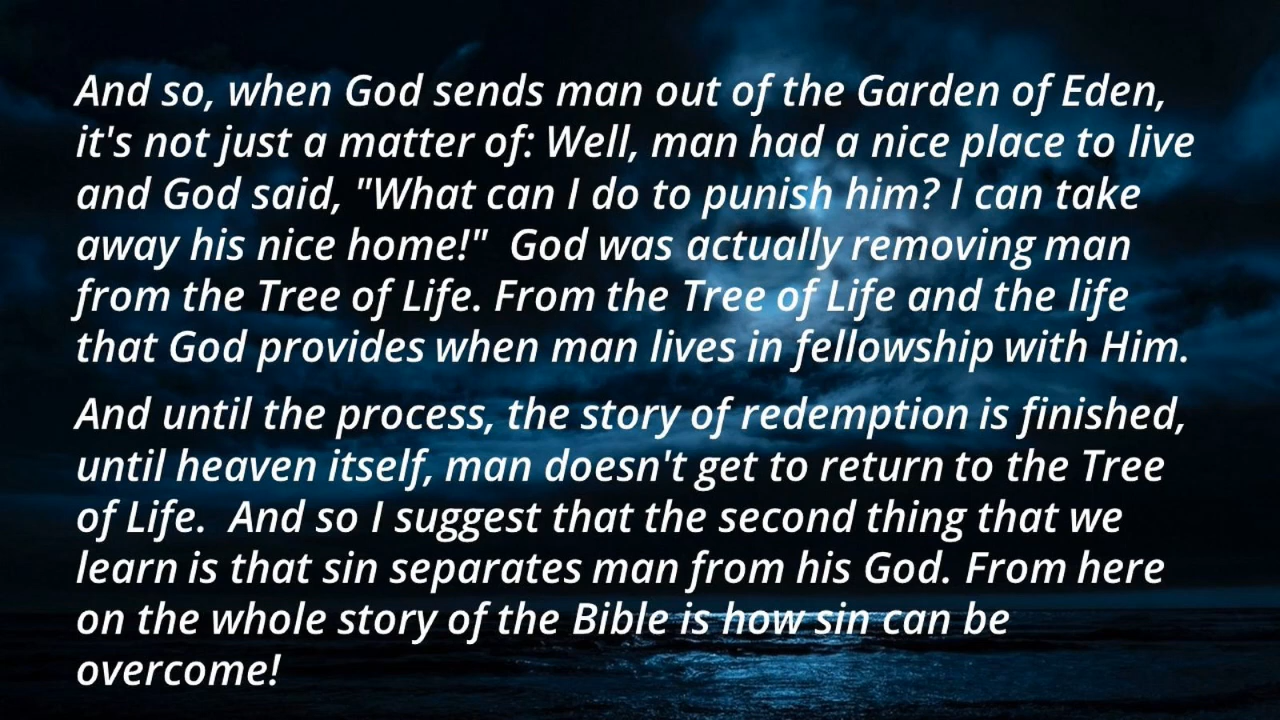 And so, when God sends man out of the Garden of Eden,
it's not just a matter of: Well, man had a nice place to live
and God said, "What can I do to punish him? I can take
away his nice home!"  God was actually removing man
from the Tree of Life. From the Tree of Life and the life
that God provides when man lives in fellowship with Him.
And until the process, the story of redemption is finished,
until heaven itself, man doesn't get to return to the Tree
of Life.  And so I suggest that the second thing that we
learn is that sin separates man from his God. From here
on the whole story of the Bible is how sin can be
overcome!